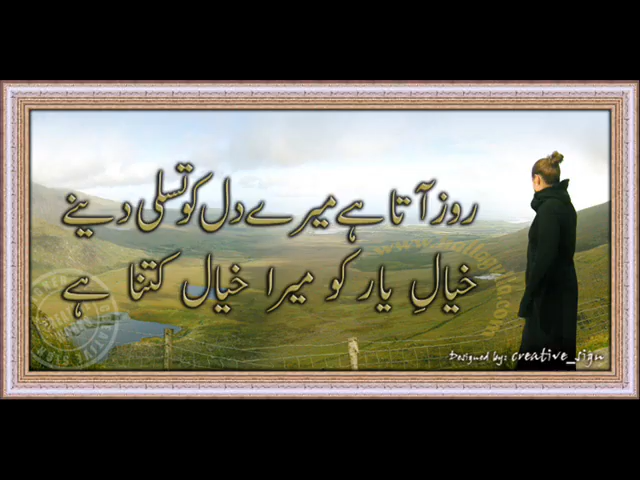 روز آتا ہے میرے دل کو تسلی دینے
خیالِ یار کو میرا خیال کتنا ہے
Designed by: creative_sign